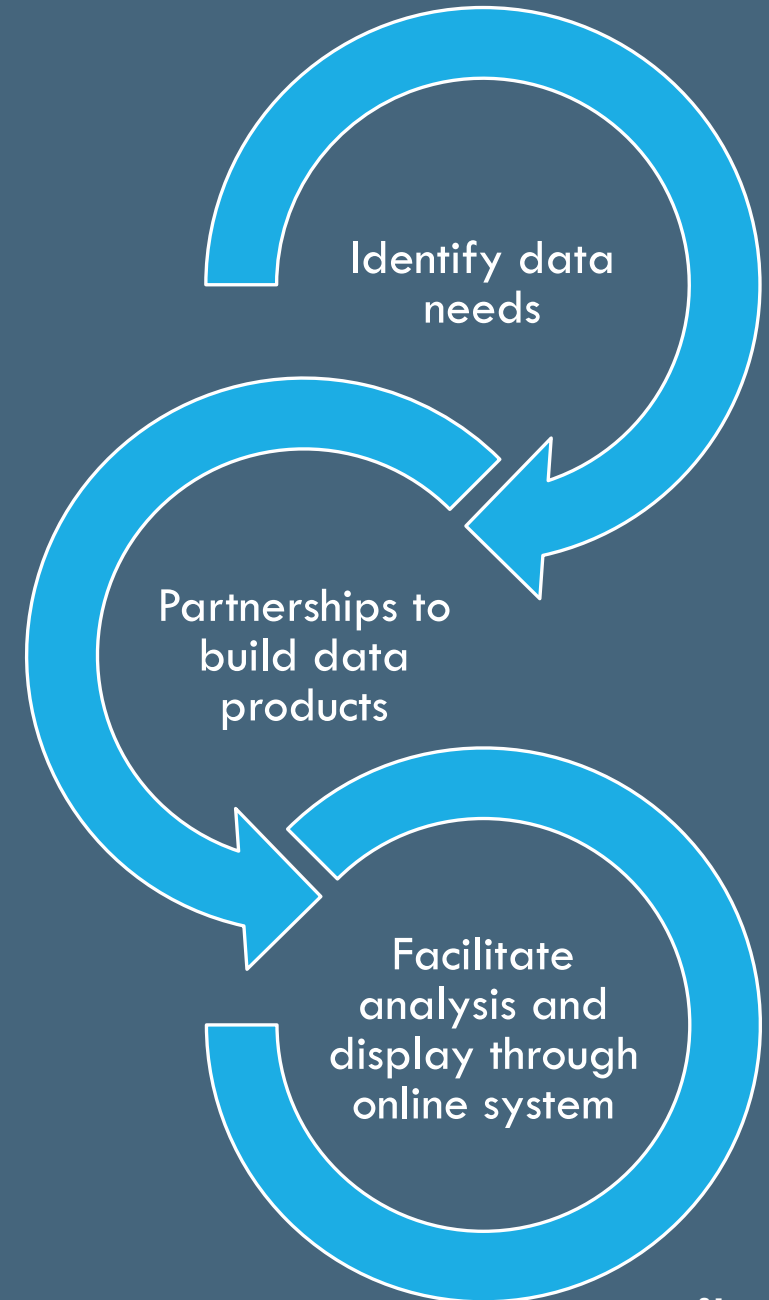 Identify data
needs
Partnerships to
build data
products
Facilitate
analysis and
display through
online system